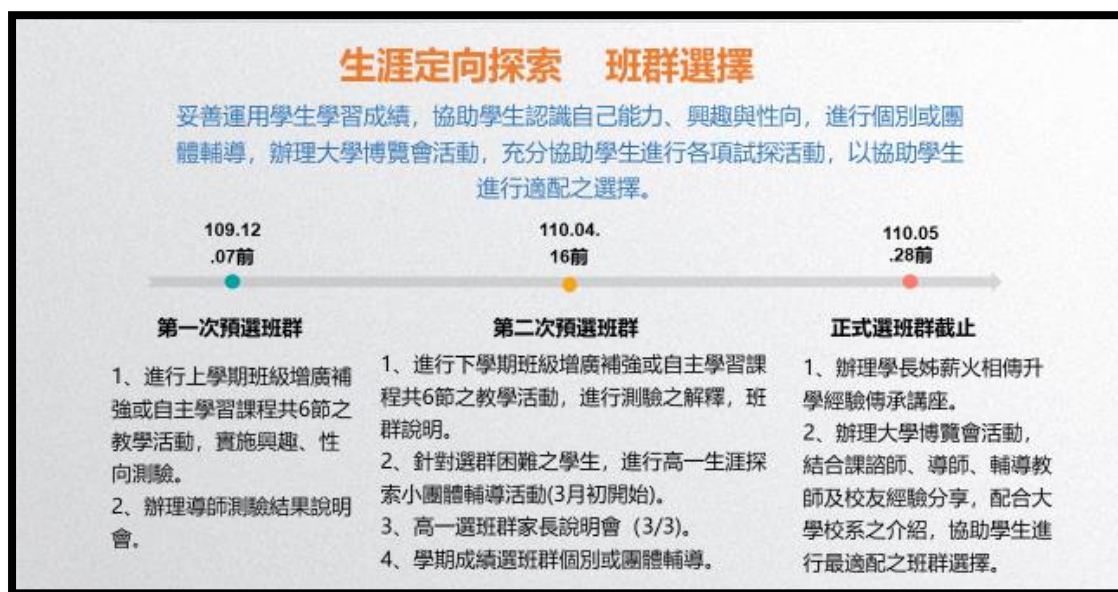 生涯定向探索 班群選擇
妥善運用學生學習成績，協助學生認識自己能力、興趣與性向，進行個別或團
體輔導，辦理大學博覽會活動，充分協助學生進行各項試探活動，以協助學生
進行適配之選擇。
109.12
.07前
第一次預選班群
1、進行上學期班級增廣補
強或自主學習課程共6節之
教學活動，實施興趣、性
向測驗。
2、辦理導師測驗結果說明
會。
110.04.
16前
第二次預選班群
1、進行下學期班級增廣補強或自主學習課
程共6節之教學活動，進行測驗之解釋，班
群說明。
2、針對選群困難之學生，進行高一生涯探
索小團體輔導活動(3月初開始)。
3、高一選班群家長說明會（3/3)。
4、學期成績選班群個別或團體輔導。
110.05
.28前
正式選班群截止
1、辦理學長姊薪火相傳升
學經驗傳承講座。
2、辦理大學博覽會活動，
結合課諮師、導師、輔導教
師及校友經驗分享，配合大
學校系之介紹，協助學生進
行最適配之班群選擇。